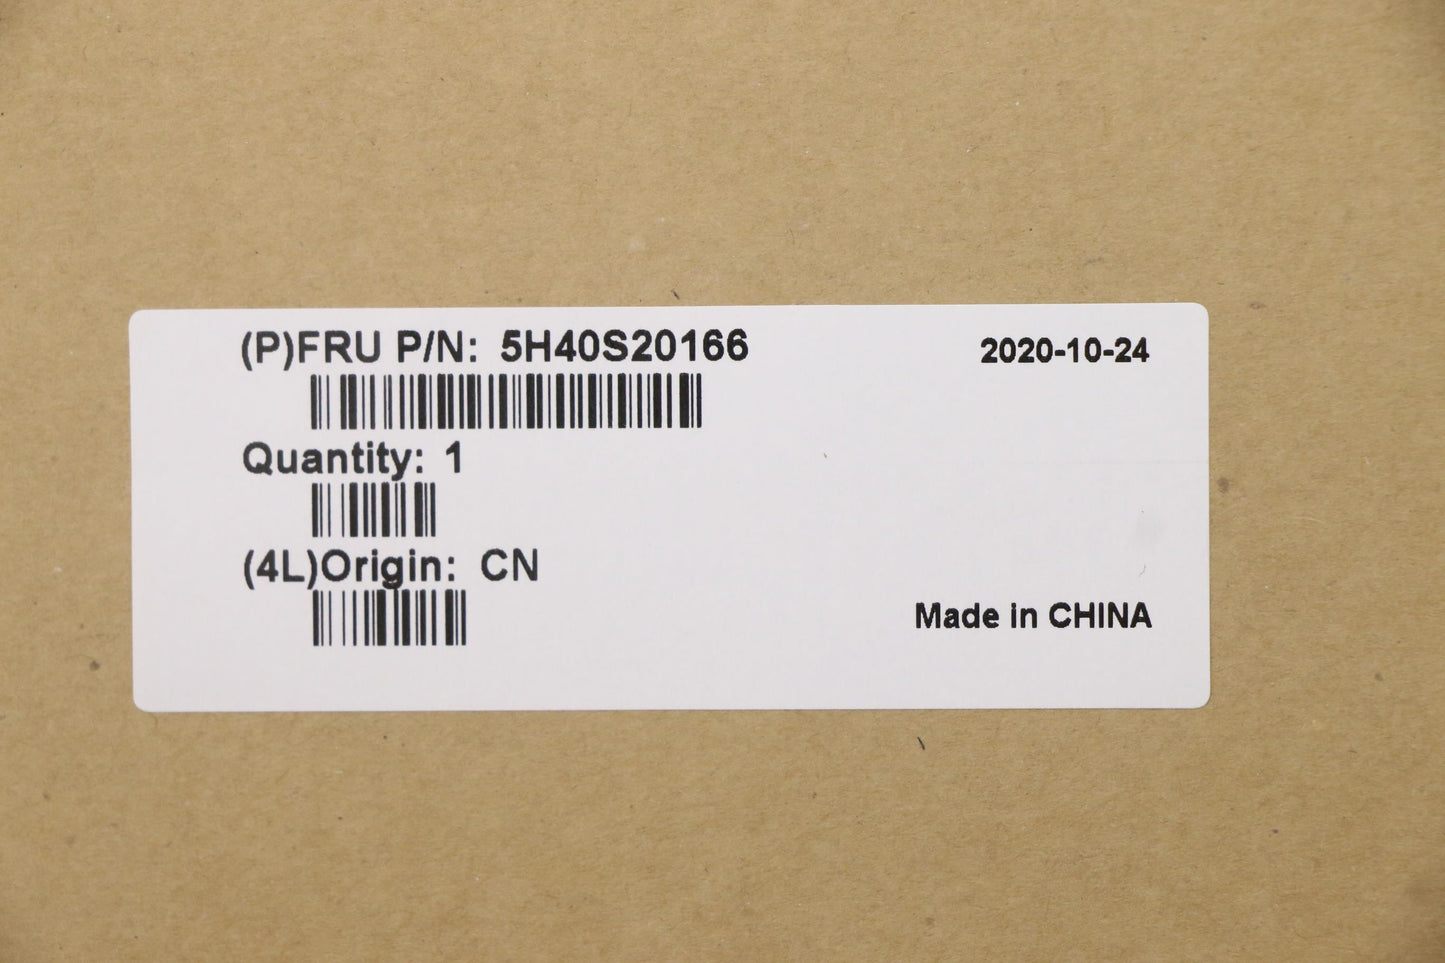 (P)FRU P/N: 5H40S20166
2020-10-24
Quantity: 1
(4L)Origin: CN
Made in CHINA